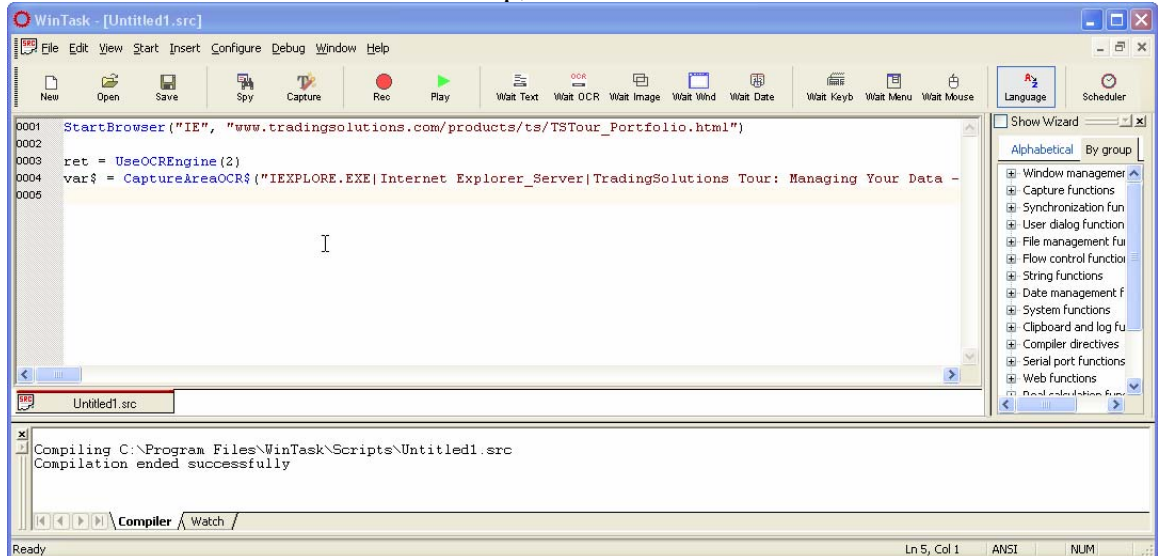 WinTask - [Untitled1.src]
File Edit View Start Insert Configure Debug Window Help
New Open Save Spy Capture Rec Play Wait Text Wait OCR Wait Image Wait Wnd Wait Date Wait Keyb Wait Menu Wait Mouse Language Scheduler
0001 StartBrowser("IE", "www.tradingsolutions.com/products/ts/TSTour_Portfolio.html")
0002
0003 ret = UseOCREngine(2)
0004 var$ = CaptureAreaOCR$("IEXPLORE.EXE|Internet Explorer_Server|TradingSolutions Tour: Managing Your Data -
0005
Show Wizard
Alphabetical By group
Window managemer
Capture functions
Synchronization fun
User dialog function
File management fu
Flow control function
String functions
Date management f
System functions
Clipboard and log fu
Compiler directives
Serial port functions
Web functions
Real calculation func
Untitled1.src
Compiling C:\Program Files\WinTask\Scripts\Untitled1.src
Compilation ended successfully
Compiler Watch
Ready Ln 5, Col 1 ANSI NUM